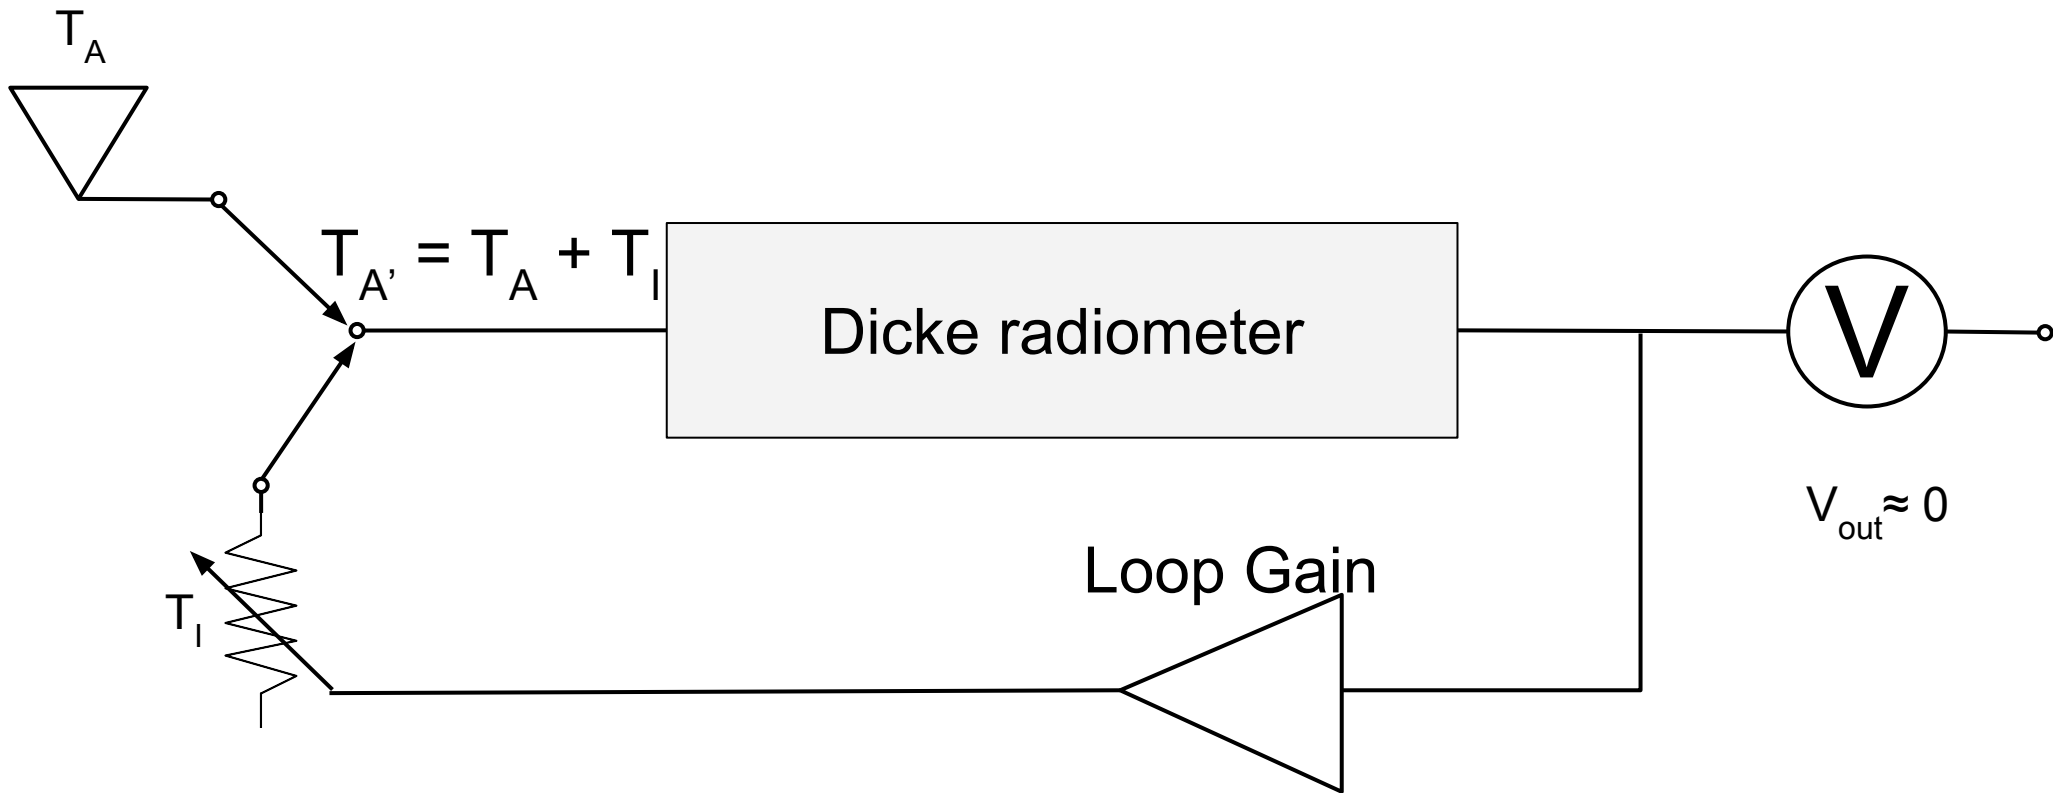 T_A
T_A’ = T_A + T_I
Dicke radiometer
V
V_out ≈ 0
Loop Gain
T_I